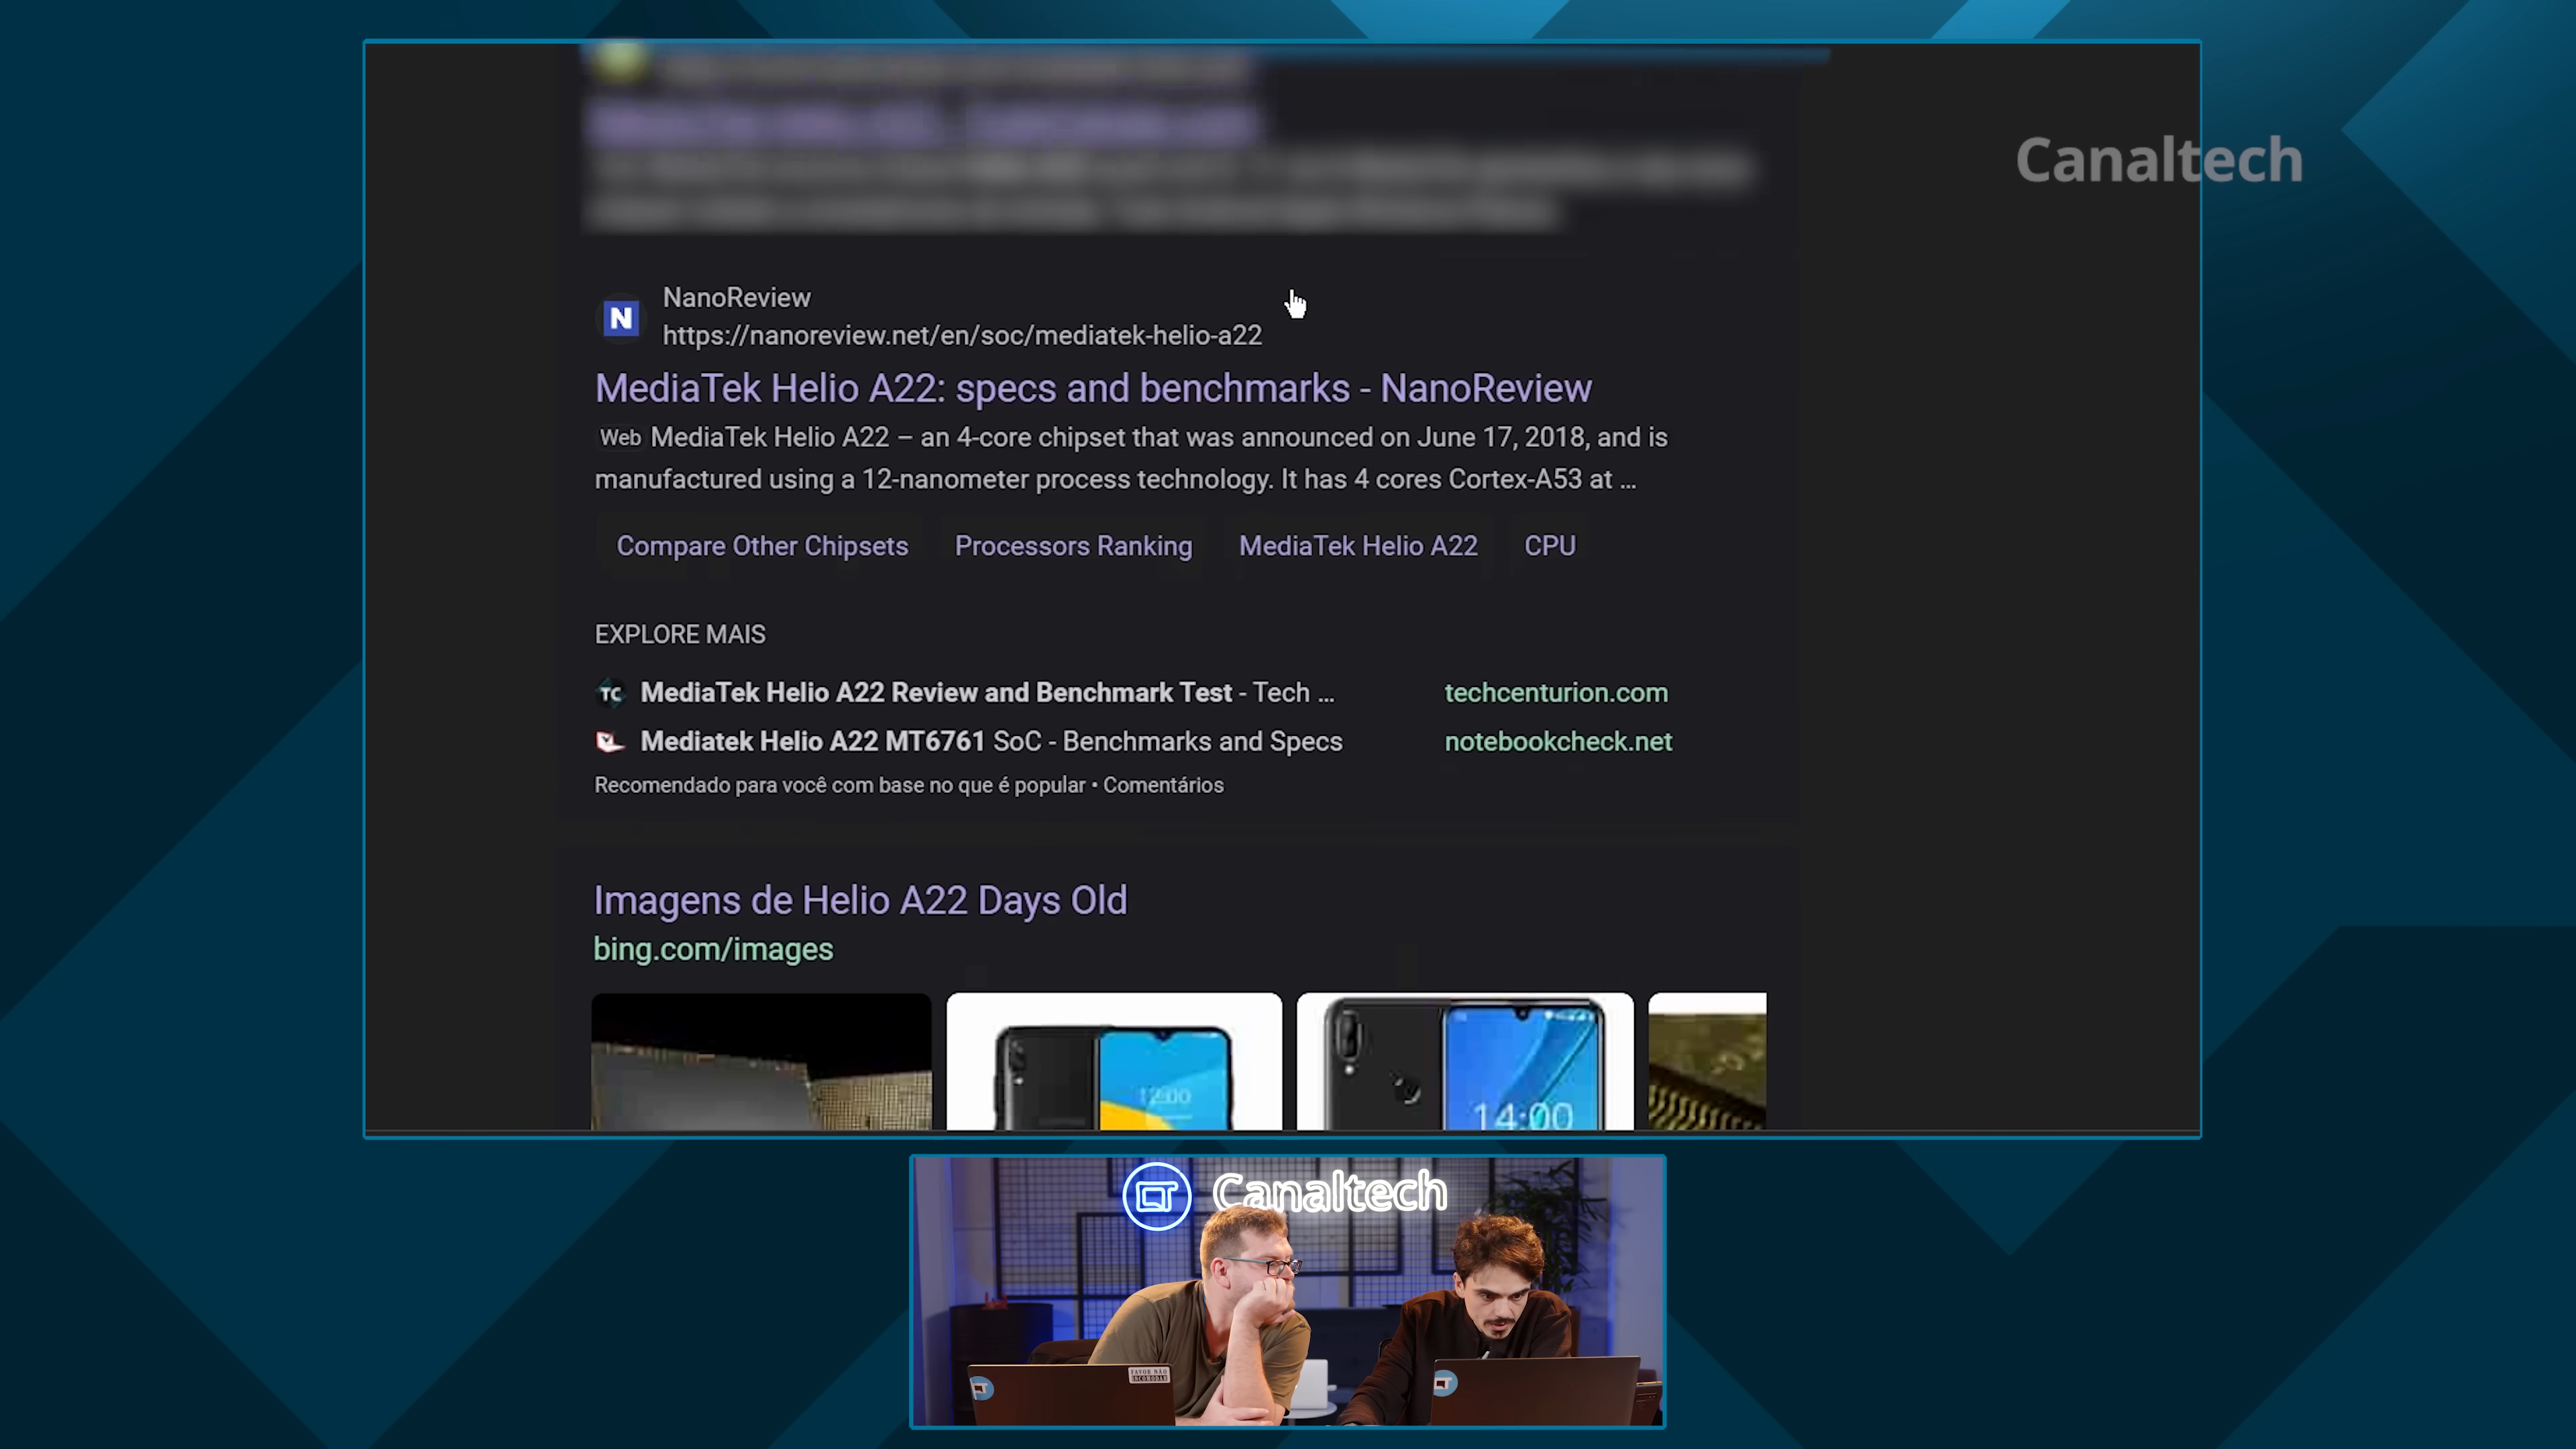 Canaltech
NanoReview
https://nanoreview.net/en/soc/mediatek-helio-a22
MediaTek Helio A22: specs and benchmarks - NanoReview
Web MediaTek Helio A22 – an 4-core chipset that was announced on June 17, 2018, and is
manufactured using a 12-nanometer process technology. It has 4 cores Cortex-A53 at ...
Compare Other Chipsets Processors Ranking MediaTek Helio A22 CPU
EXPLORE MAIS
TC MediaTek Helio A22 Review and Benchmark Test - Tech ... techcenturion.com
Mediatek Helio A22 MT6761 SoC - Benchmarks and Specs notebookcheck.net
Recomendado para você com base no que é popular • Comentários
Imagens de Helio A22 Days Old
bing.com/images
12:00
14:00
Canaltech
FAVOR NÃO
INCOMODAR